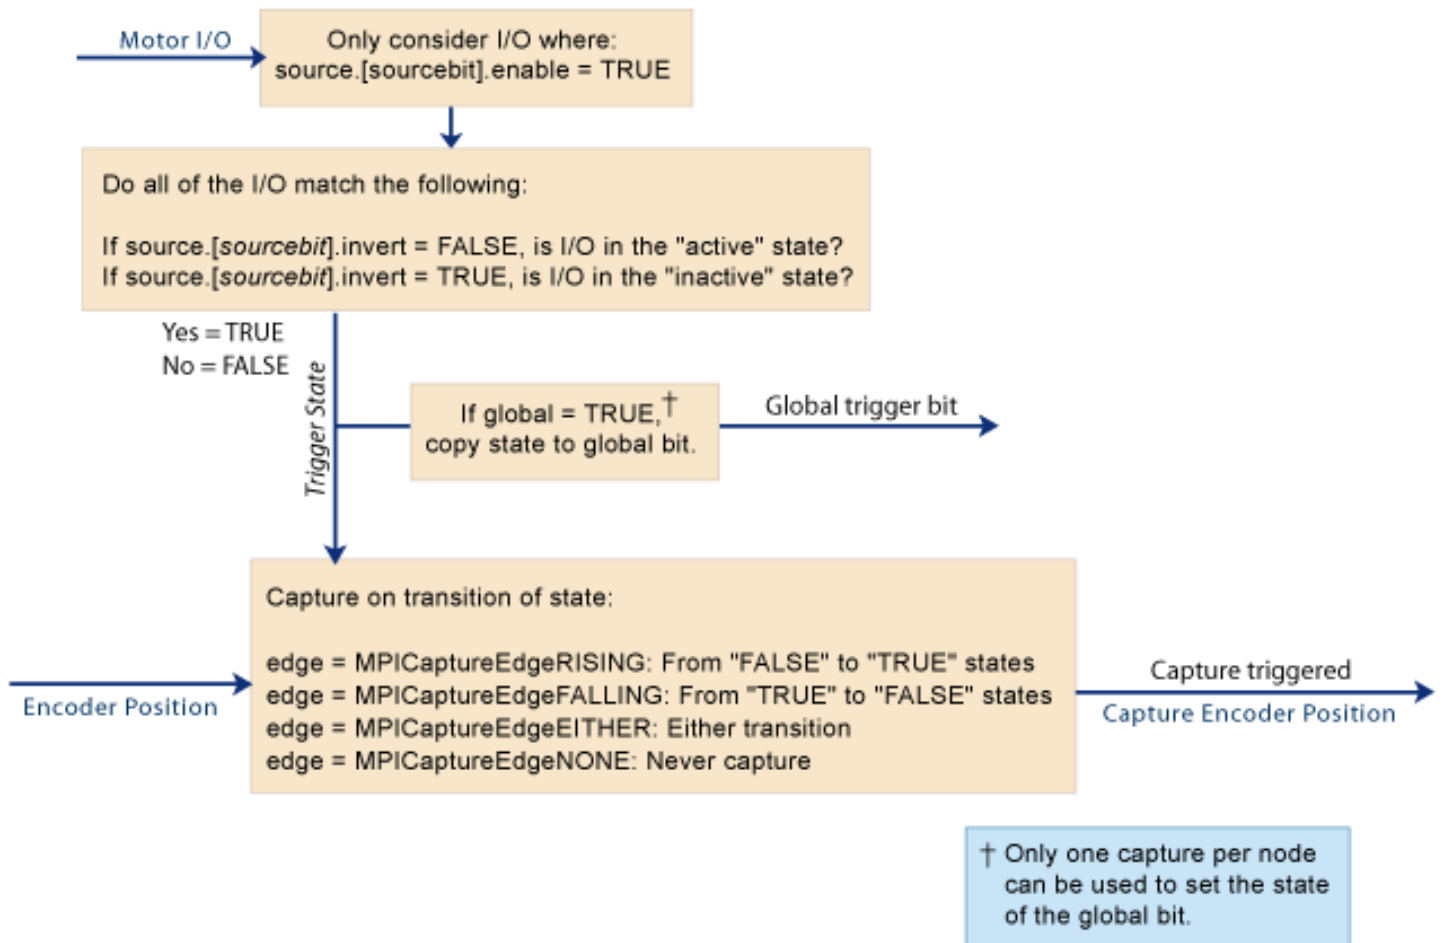 Motor I/O
Only consider I/O where:
source.[sourcebit].enable = TRUE
Do all of the I/O match the following:
If source.[sourcebit].invert = FALSE, is I/O in the "active" state?
If source.[sourcebit].invert = TRUE, is I/O in the "inactive" state?
Yes = TRUE
No = FALSE
Trigger State
If global = TRUE,†
copy state to global bit.
Global trigger bit
Capture on transition of state:
edge = MPICaptureEdgeRISING: From "FALSE" to "TRUE" states
edge = MPICaptureEdgeFALLING: From "TRUE" to "FALSE" states
edge = MPICaptureEdgeEITHER: Either transition
edge = MPICaptureEdgeNONE: Never capture
Encoder Position
Capture triggered
Capture Encoder Position
† Only one capture per node
can be used to set the state
of the global bit.